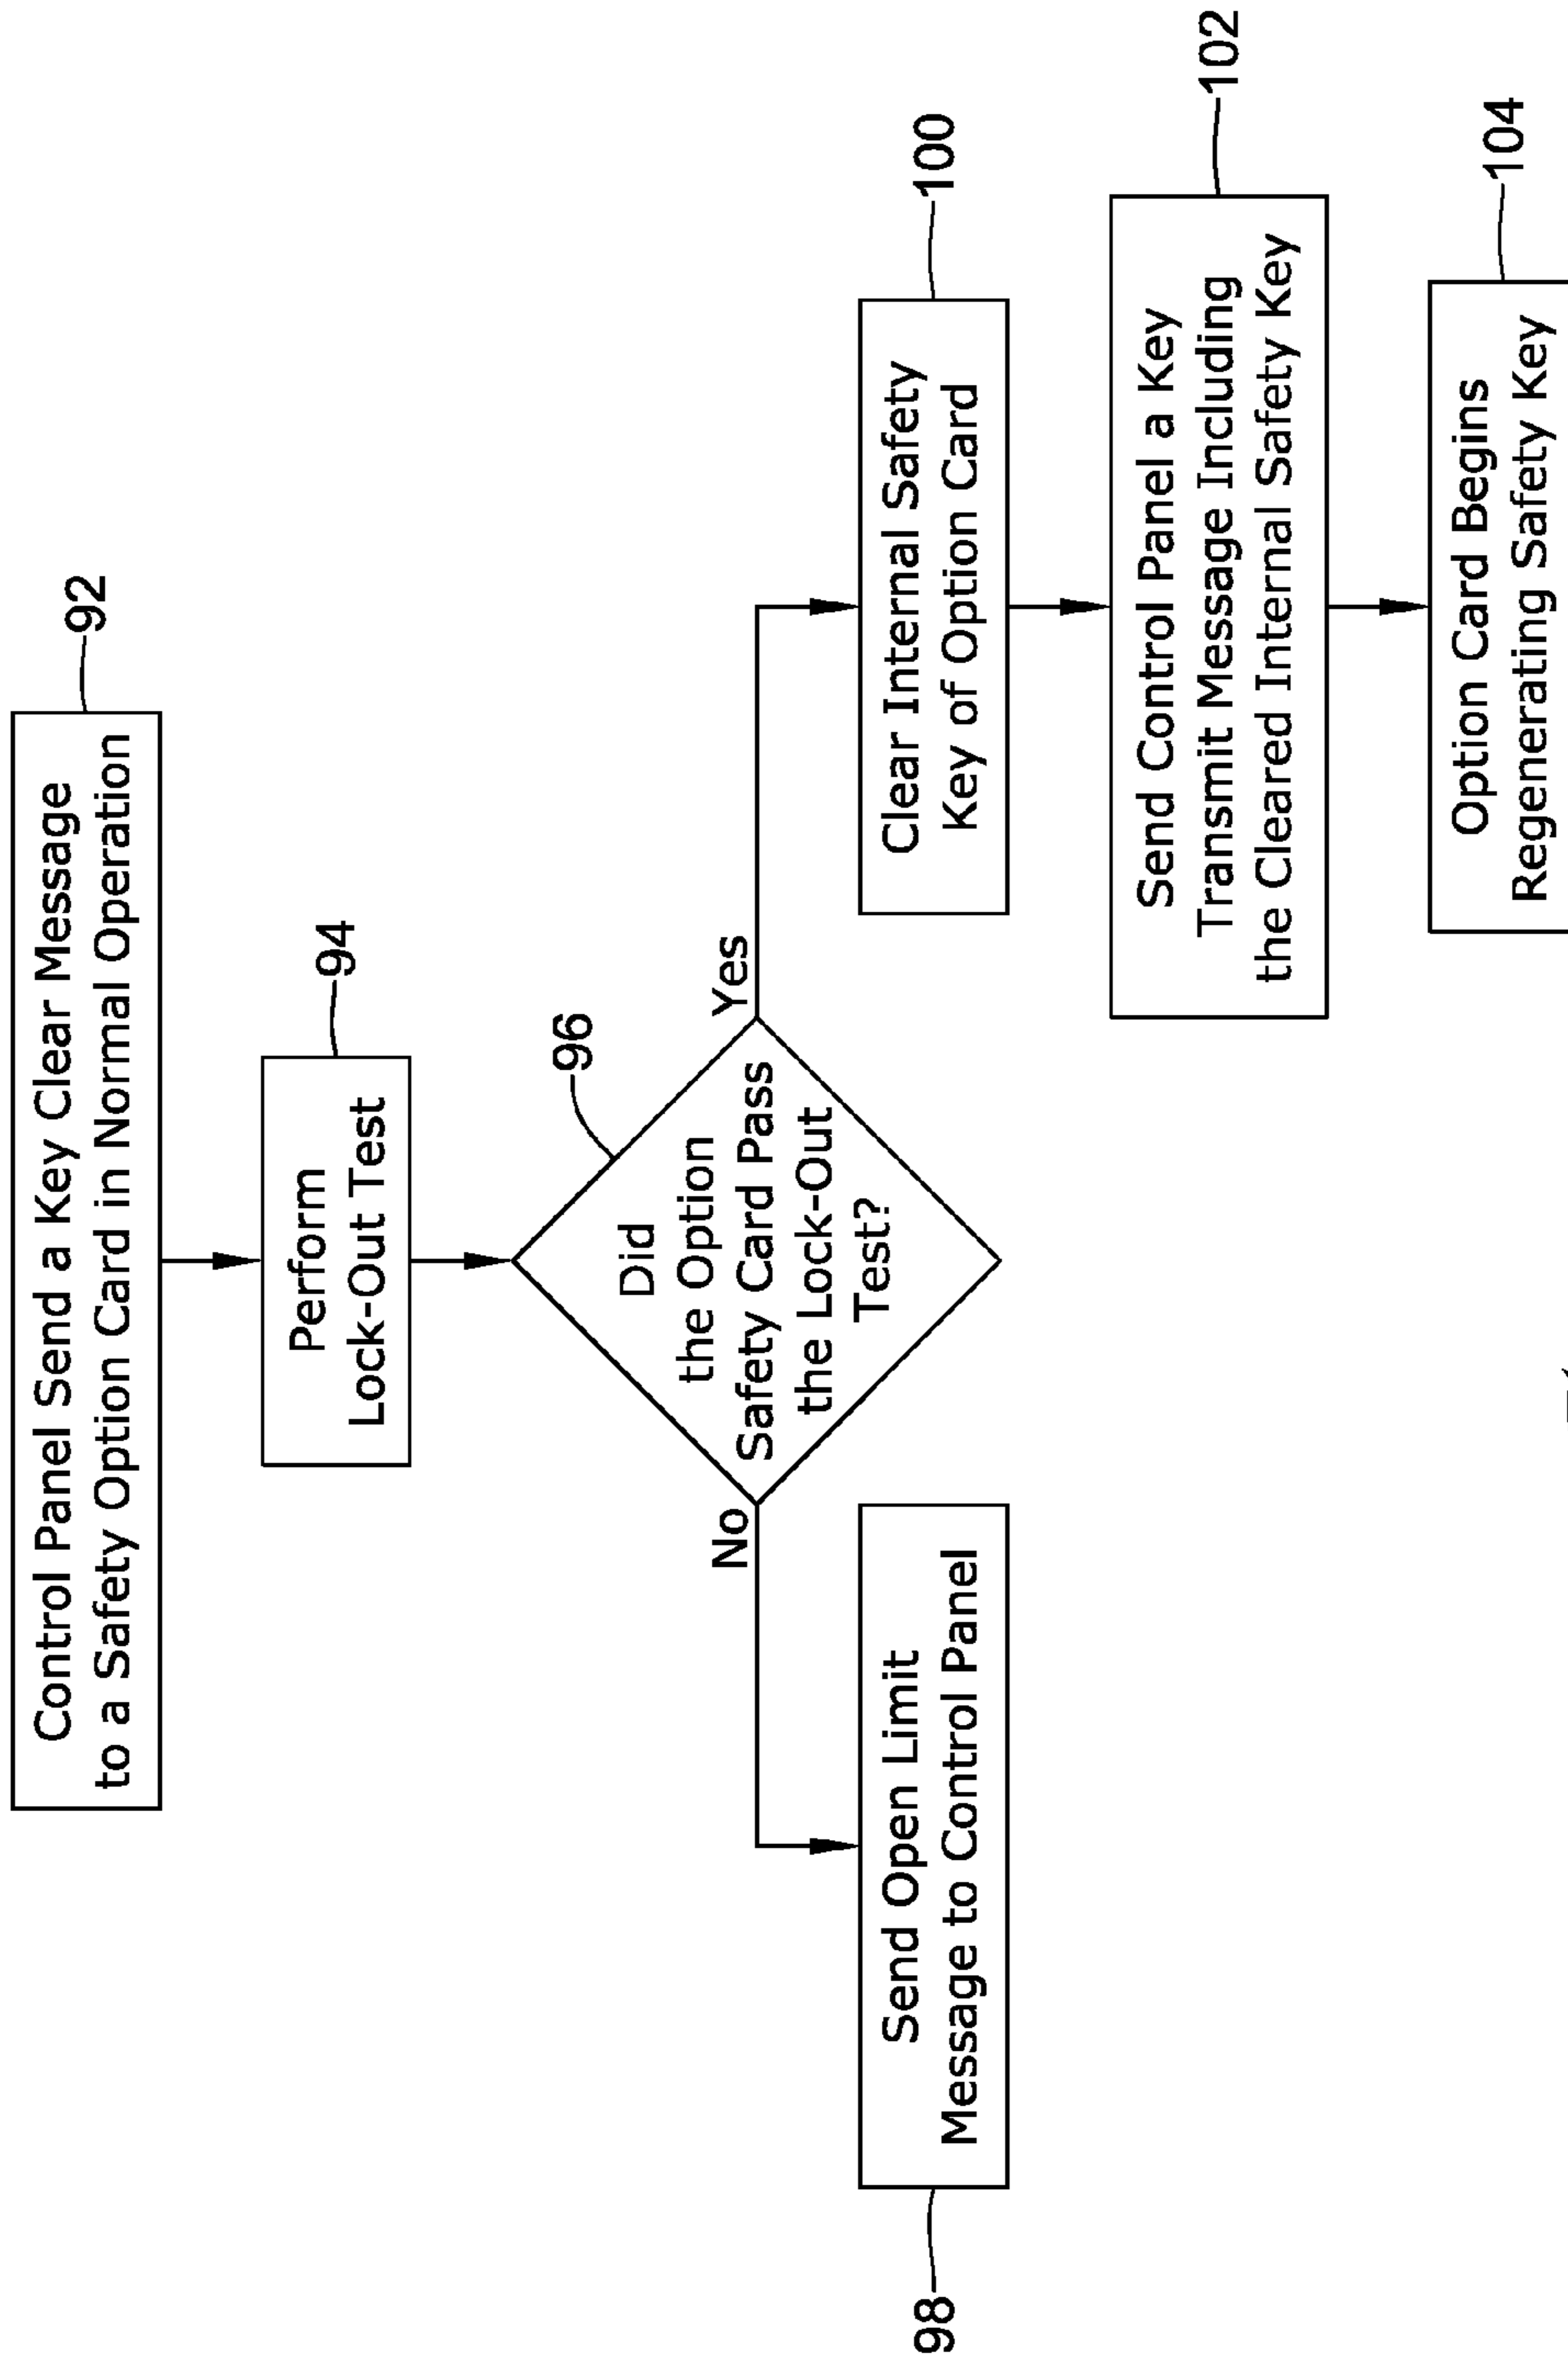 Control Panel Send a Key Clear Message
to a Safety Option Card in Normal Operation
92
Perform
Lock-Out Test
94
96
Did
the Option
Safety Card Pass
the Lock-Out
Test?
No
Yes
Send Open Limit
Message to Control Panel
98
Clear Internal Safety
Key of Option Card
100
Send Control Panel a Key
Transmit Message Including
the Cleared Internal Safety Key
102
Option Card Begins
Regenerating Safety Key
104